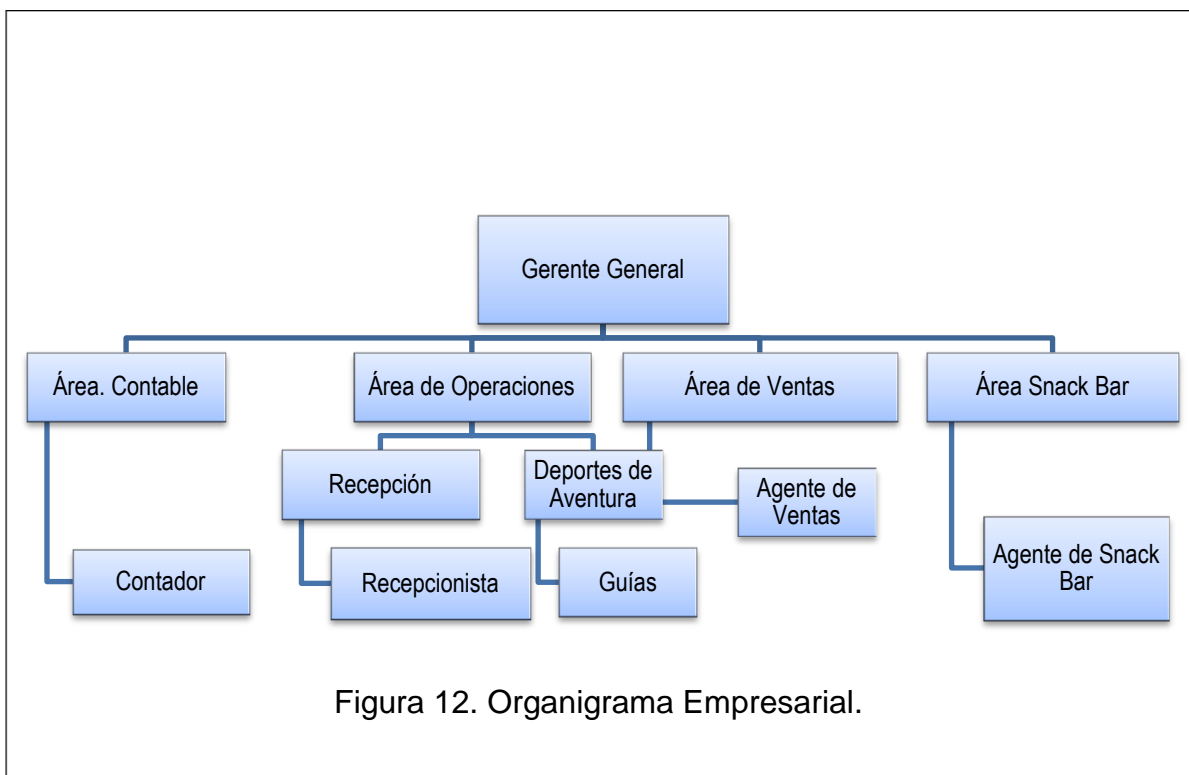 Gerente General
Área. Contable
Área de Operaciones
Área de Ventas
Área Snack Bar
Recepción
Deportes de
Aventura
Agente de
Ventas
Contador
Recepcionista
Guías
Agente de Snack
Bar
Figura 12. Organigrama Empresarial.